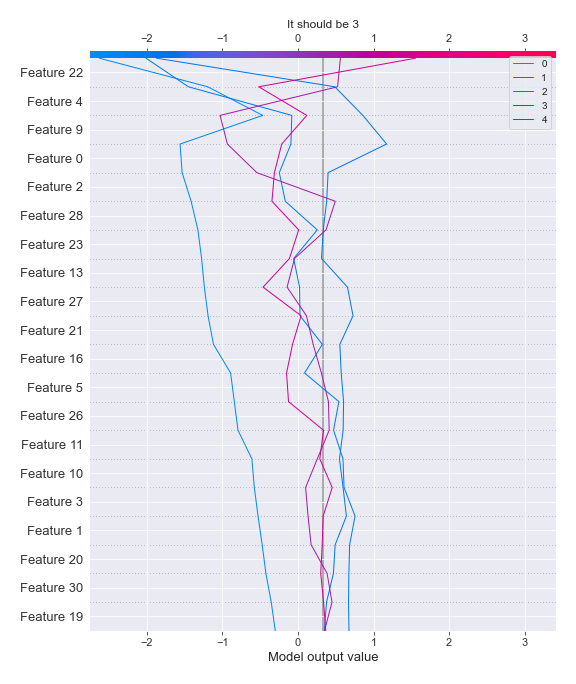 It should be 3
−2 −1 0 1 2 3
0
1
2
3
4
Feature 22
Feature 4
Feature 9
Feature 0
Feature 2
Feature 28
Feature 23
Feature 13
Feature 27
Feature 21
Feature 16
Feature 5
Feature 26
Feature 11
Feature 10
Feature 3
Feature 1
Feature 20
Feature 30
Feature 19
−2 −1 0 1 2 3
Model output value